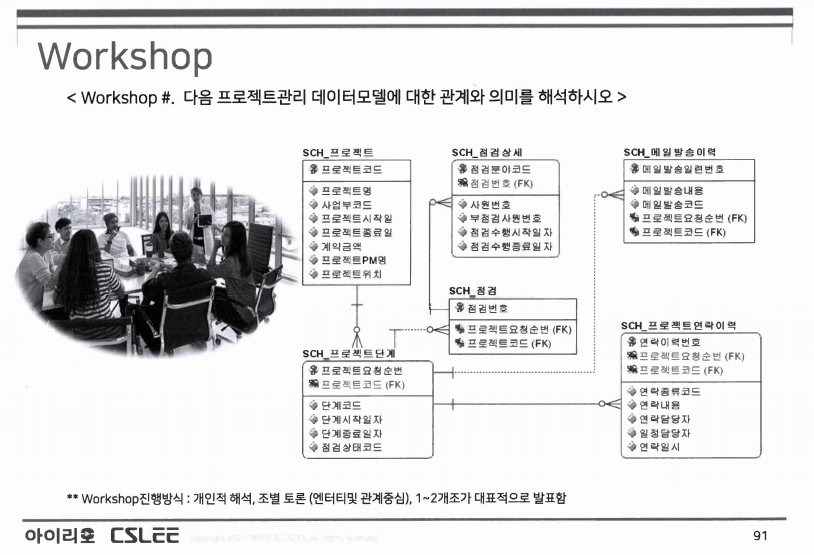 Workshop
< Workshop #. 다음 프로젝트관리 데이터모델에 대한 관계와 의미를 해석하시오 >
SCH_프로젝트
프로젝트코드
프로젝트명
사업부코드
프로젝트시작일
프로젝트종료일
계약금액
프로젝트PM명
프로젝트위치
SCH_점검상세
점검분야코드
점검번호 (FK)
사원번호
부점검사원번호
점검수행시작일자
점검수행종료일자
SCH_메일발송이력
메일발송일련번호
메일발송내용
메일발송코드
프로젝트요청순번 (FK)
프로젝트코드 (FK)
SCH_점검
점검번호
프로젝트요청순번 (FK)
프로젝트코드 (FK)
SCH_프로젝트단계
프로젝트요청순번
프로젝트코드 (FK)
단계코드
단계시작일자
단계종료일자
점검상태코드
SCH_프로젝트연락이력
연락이력번호
프로젝트요청순번 (FK)
프로젝트코드 (FK)
연락종류코드
연락내용
연락담당자
일정담당자
연락일시
** Workshop진행방식 : 개인적 해석, 조별 토론 (엔터티및 관계중심), 1~2개조가 대표적으로 발표함
아이리포 CSLEE
91